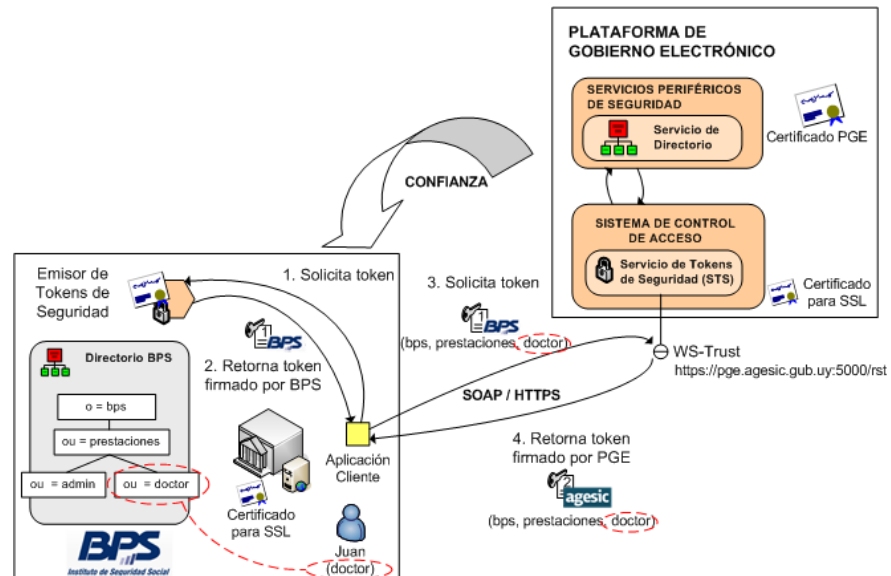 PLATAFORMA DE
GOBIERNO ELECTRÓNICO
SERVICIOS PERIFÉRICOS
DE SEGURIDAD
Servicio de
Directorio
Certificado PGE
CONFIANZA
SISTEMA DE CONTROL
DE ACCESO
Servicio de Tokens
de Seguridad (STS)
Certificado
para SSL
WS-Trust
https://pge.agesic.gub.uy:5000/rst
Emisor de
Tokens de
Seguridad
1. Solicita token
1
BPS
2. Retorna token
firmado por BPS
3. Solicita token
1
BPS
(bps, prestaciones, doctor)
SOAP / HTTPS
4. Retorna token
firmado por PGE
2
agesic
(bps, prestaciones, doctor)
Directorio BPS
o = bps
ou = prestaciones
ou = admin
ou = doctor
Certificado
para SSL
Aplicación
Cliente
Juan
(doctor)
BPS
Instituto de Seguridad Social